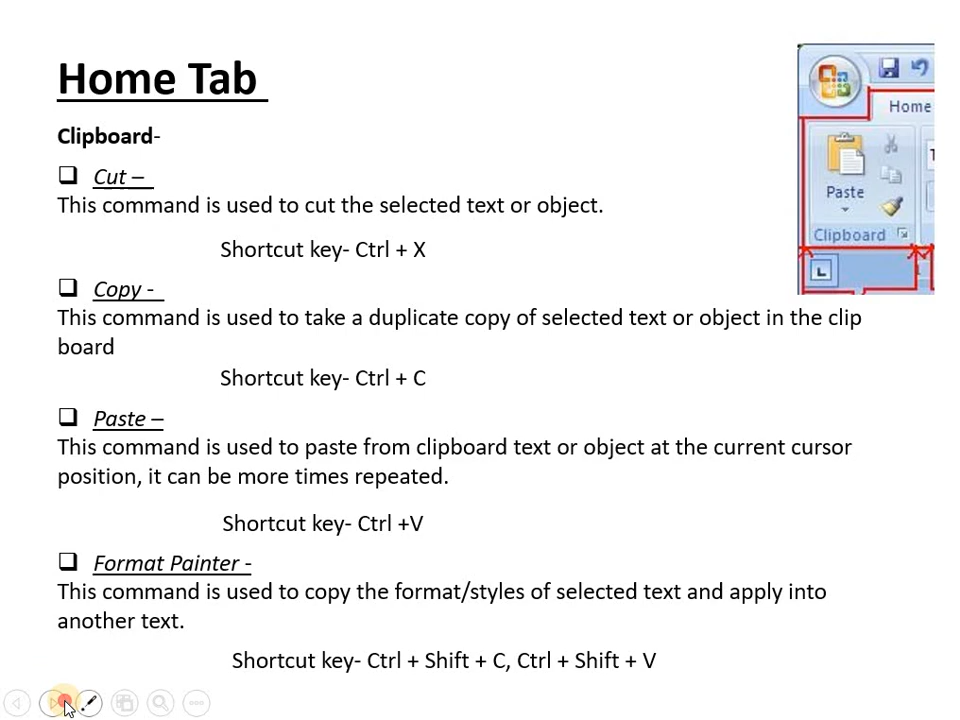 Home Tab
Home
Clipboard-
Paste
Clipboard
Cut –
This command is used to cut the selected text or object.
Shortcut key- Ctrl + X
Copy -
This command is used to take a duplicate copy of selected text or object in the clip
board
Shortcut key- Ctrl + C
Paste –
This command is used to paste from clipboard text or object at the current cursor
position, it can be more times repeated.
Shortcut key- Ctrl +V
Format Painter -
This command is used to copy the format/styles of selected text and apply into
another text.
Shortcut key- Ctrl + Shift + C, Ctrl + Shift + V